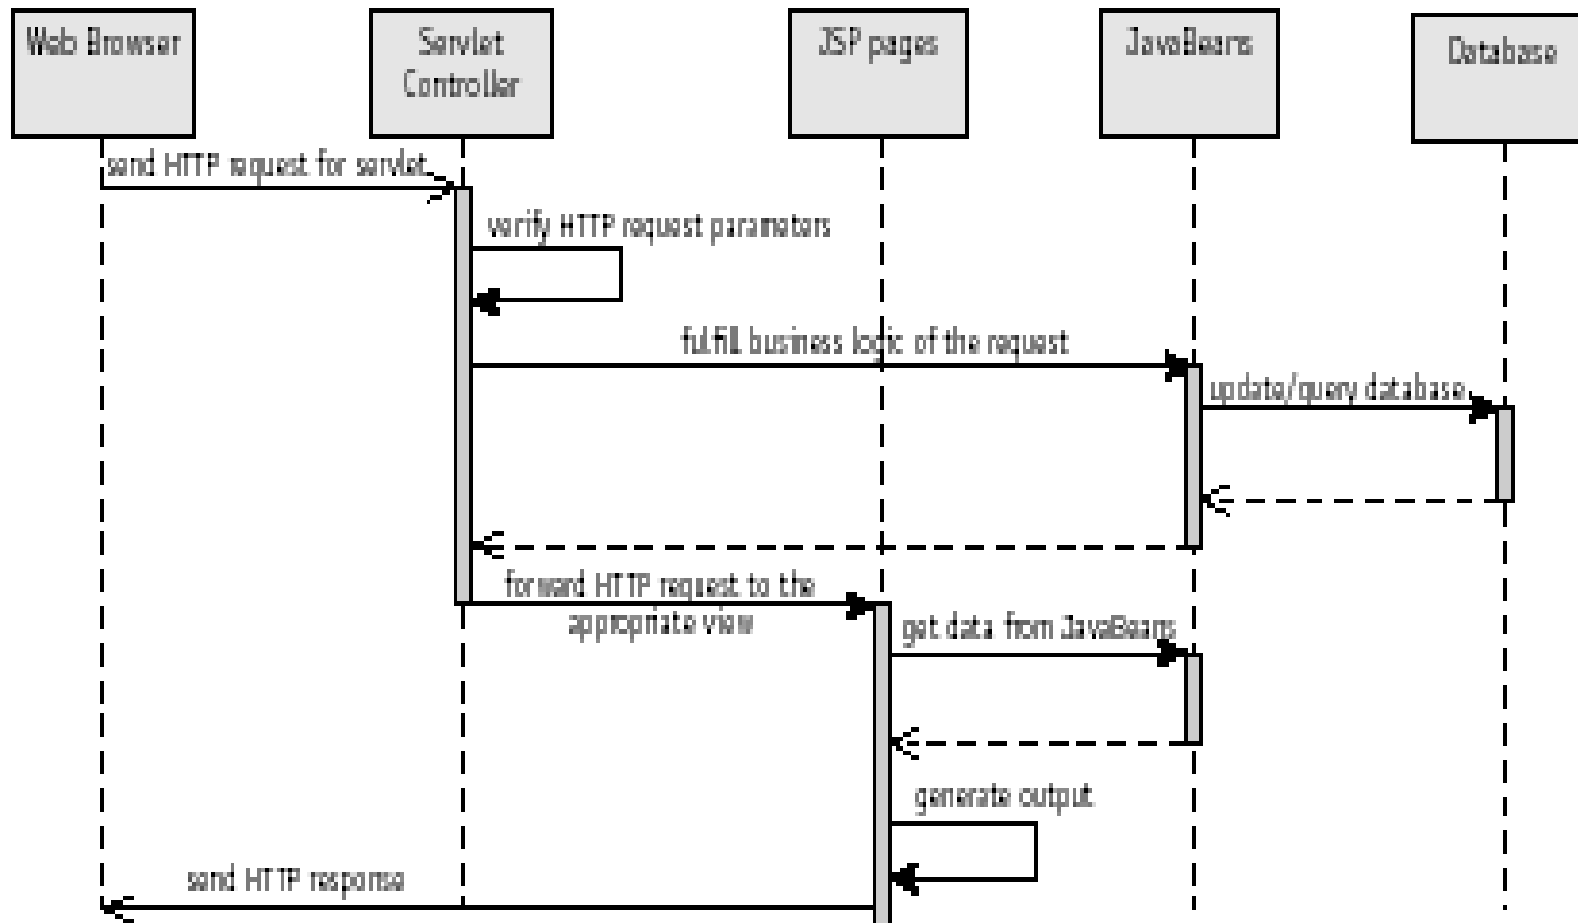 Web Browser
Servlet
Controller
JSP pages
JavaBeans
Database
send HTTP request for servlet
verify HTTP request parameters
fulfill business logic of the request
update/query database
forward HTTP request to the
appropriate view
get data from JavaBeans
generate output
send HTTP response